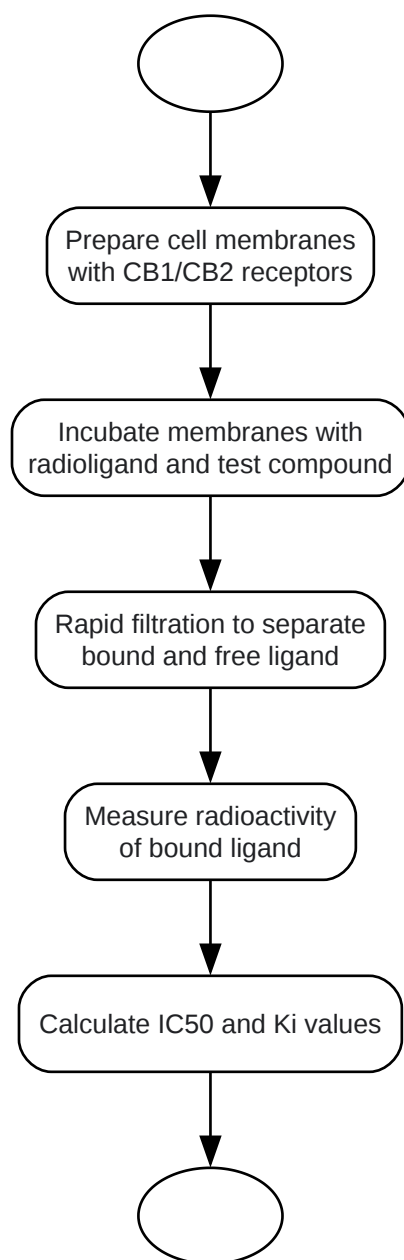 Prepare cell membranes
with CB1/CB2 receptors
Incubate membranes with
radioligand and test compound
Rapid filtration to separate
bound and free ligand
Measure radioactivity
of bound ligand
Calculate IC50 and Ki values